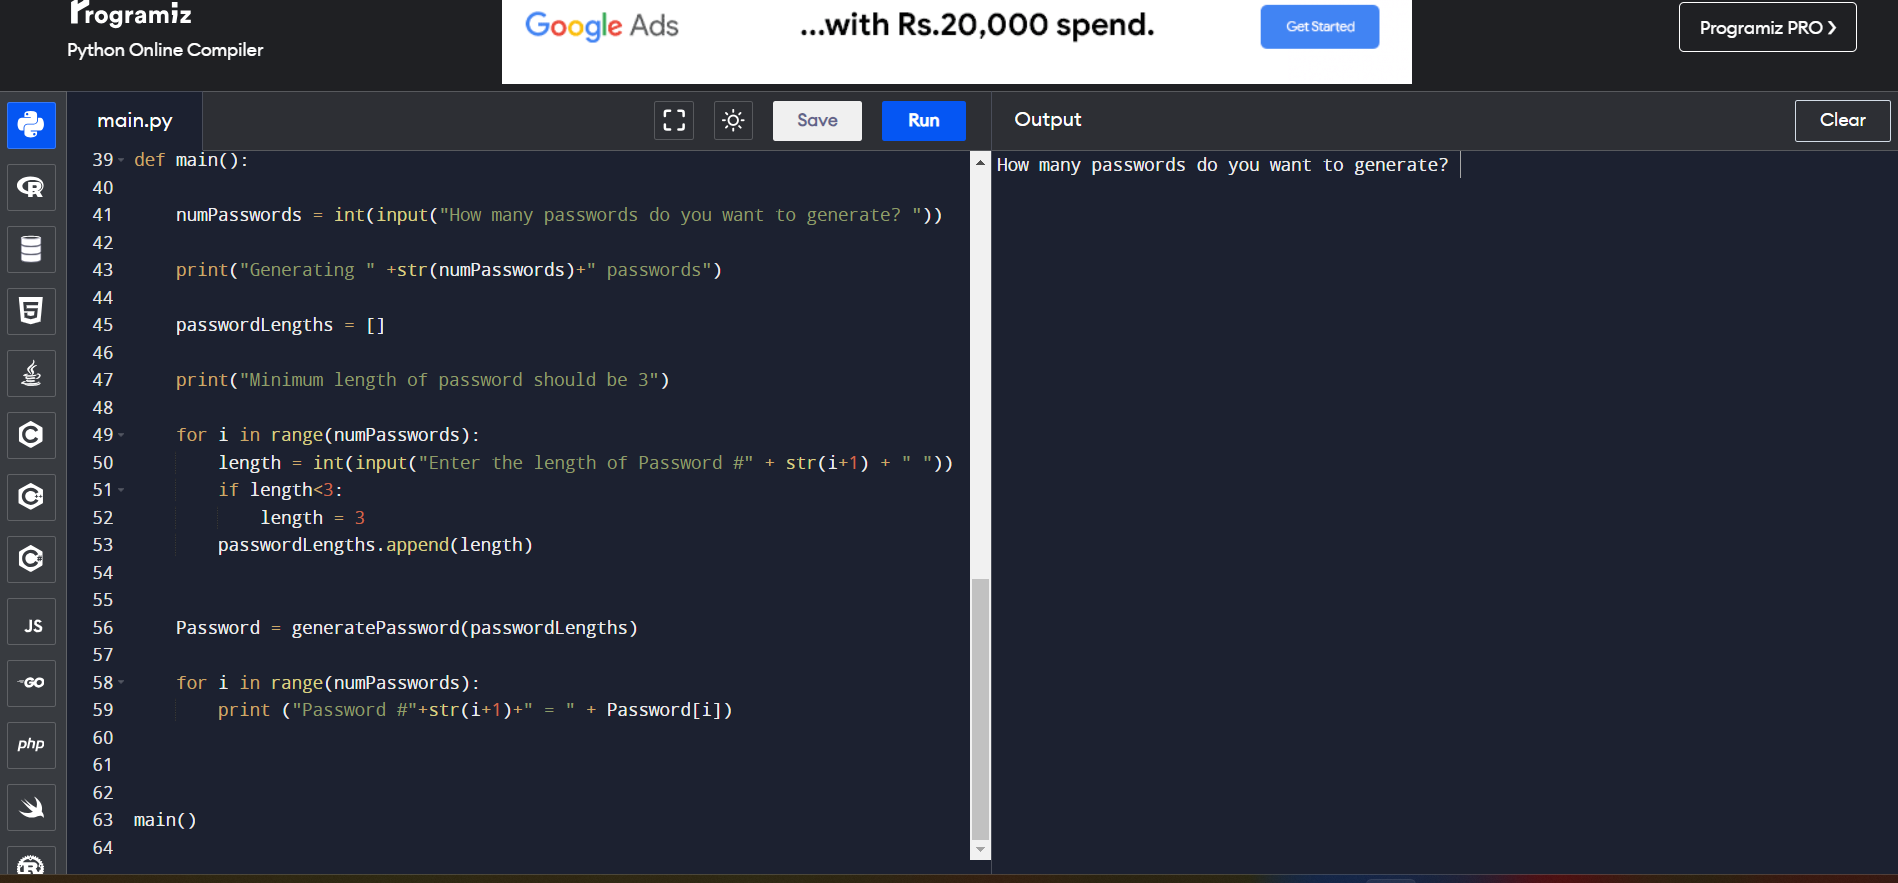 Programiz
Python Online Compiler
Google Ads
...with Rs.20,000 spend.
Get Started
Programiz PRO ❯
main.py
Save
Run
Output
Clear
39 def main():
40
41 numPasswords = int(input("How many passwords do you want to generate? "))
42
43 print("Generating " +str(numPasswords)+" passwords")
44
45 passwordLengths = []
46
47 print("Minimum length of password should be 3")
48
49 for i in range(numPasswords):
50 length = int(input("Enter the length of Password #" + str(i+1) + " "))
51 if length<3:
52 length = 3
53 passwordLengths.append(length)
54
55
56 Password = generatePassword(passwordLengths)
57
58 for i in range(numPasswords):
59 print ("Password #"+str(i+1)+" = " + Password[i])
60
61
62
63 main()
64
How many passwords do you want to generate?
R
5
C
C
C
JS
GO
php
R